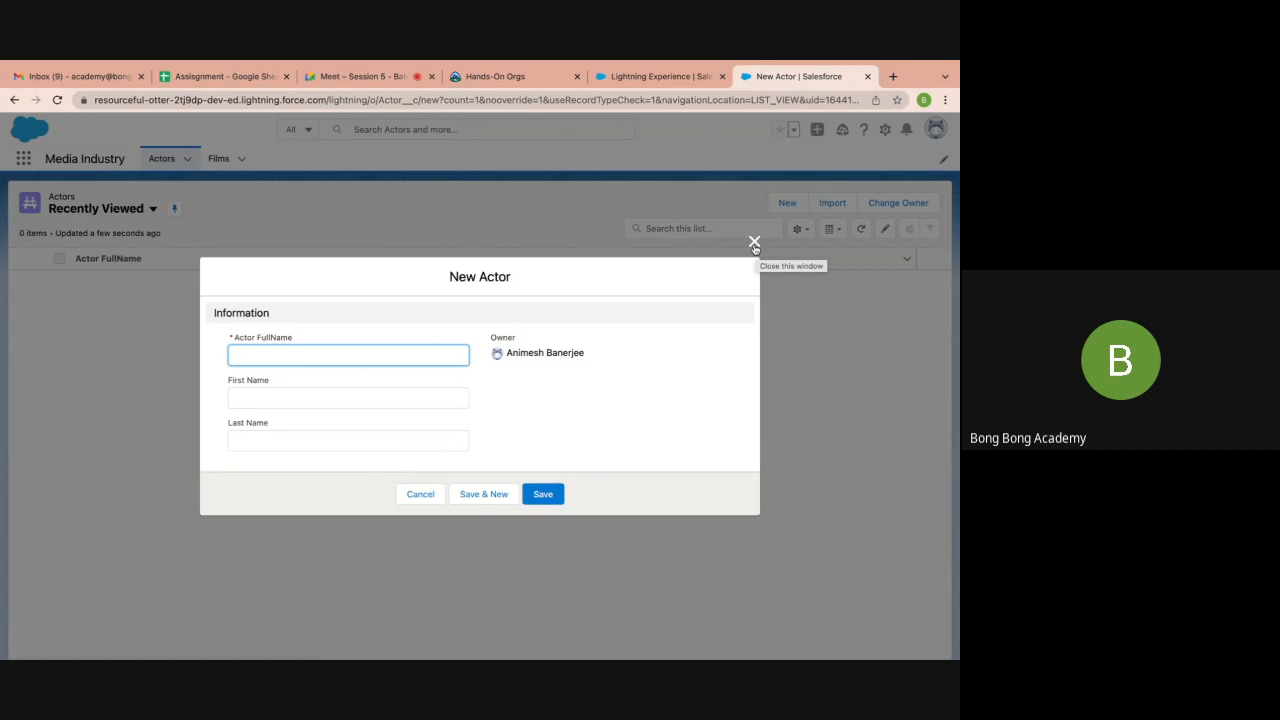 Inbox (9) - academy@bong
Assisgnment - Google She
Meet – Session 5 - Bat
Hands-On Orgs
Lightning Experience | Sale
New Actor | Salesforce
resourceful-otter-2tj9dp-dev-ed.lightning.force.com/lightning/o/Actor__c/new?count=1&nooverride=1&useRecordTypeCheck=1&navigationLocation=LIST_VIEW&uid=16441...
B
All
Search Actors and more...
Media Industry
Actors
Films
Actors
Recently Viewed
New
Import
Change Owner
0 items • Updated a few seconds ago
Search this list...
Actor FullName
Close this window
New Actor
Information
*Actor FullName
Owner
Animesh Banerjee
First Name
Last Name
Cancel
Save & New
Save
B
Bong Bong Academy